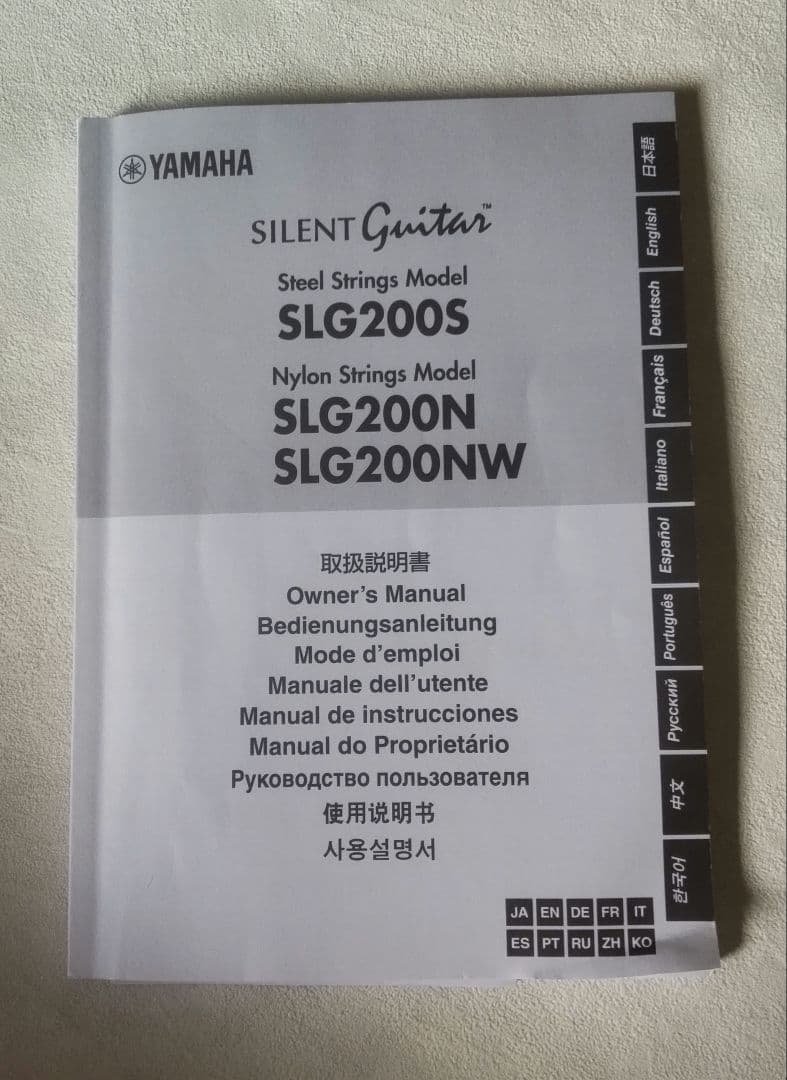 YAMAHA
SILENT Guitar™
Steel Strings Model
SLG200S
Nylon Strings Model
SLG200N
SLG200NW
取扱説明書
Owner's Manual
Bedienungsanleitung
Mode d'emploi
Manuale dell'utente
Manual de instrucciones
Manual do Proprietário
Руководство пользователя
使用说明书
사용설명서
JA EN DE FR IT
ES PT RU ZH KO
日本語
English
Deutsch
Français
Italiano
Español
Português
Русский
中文
한국어